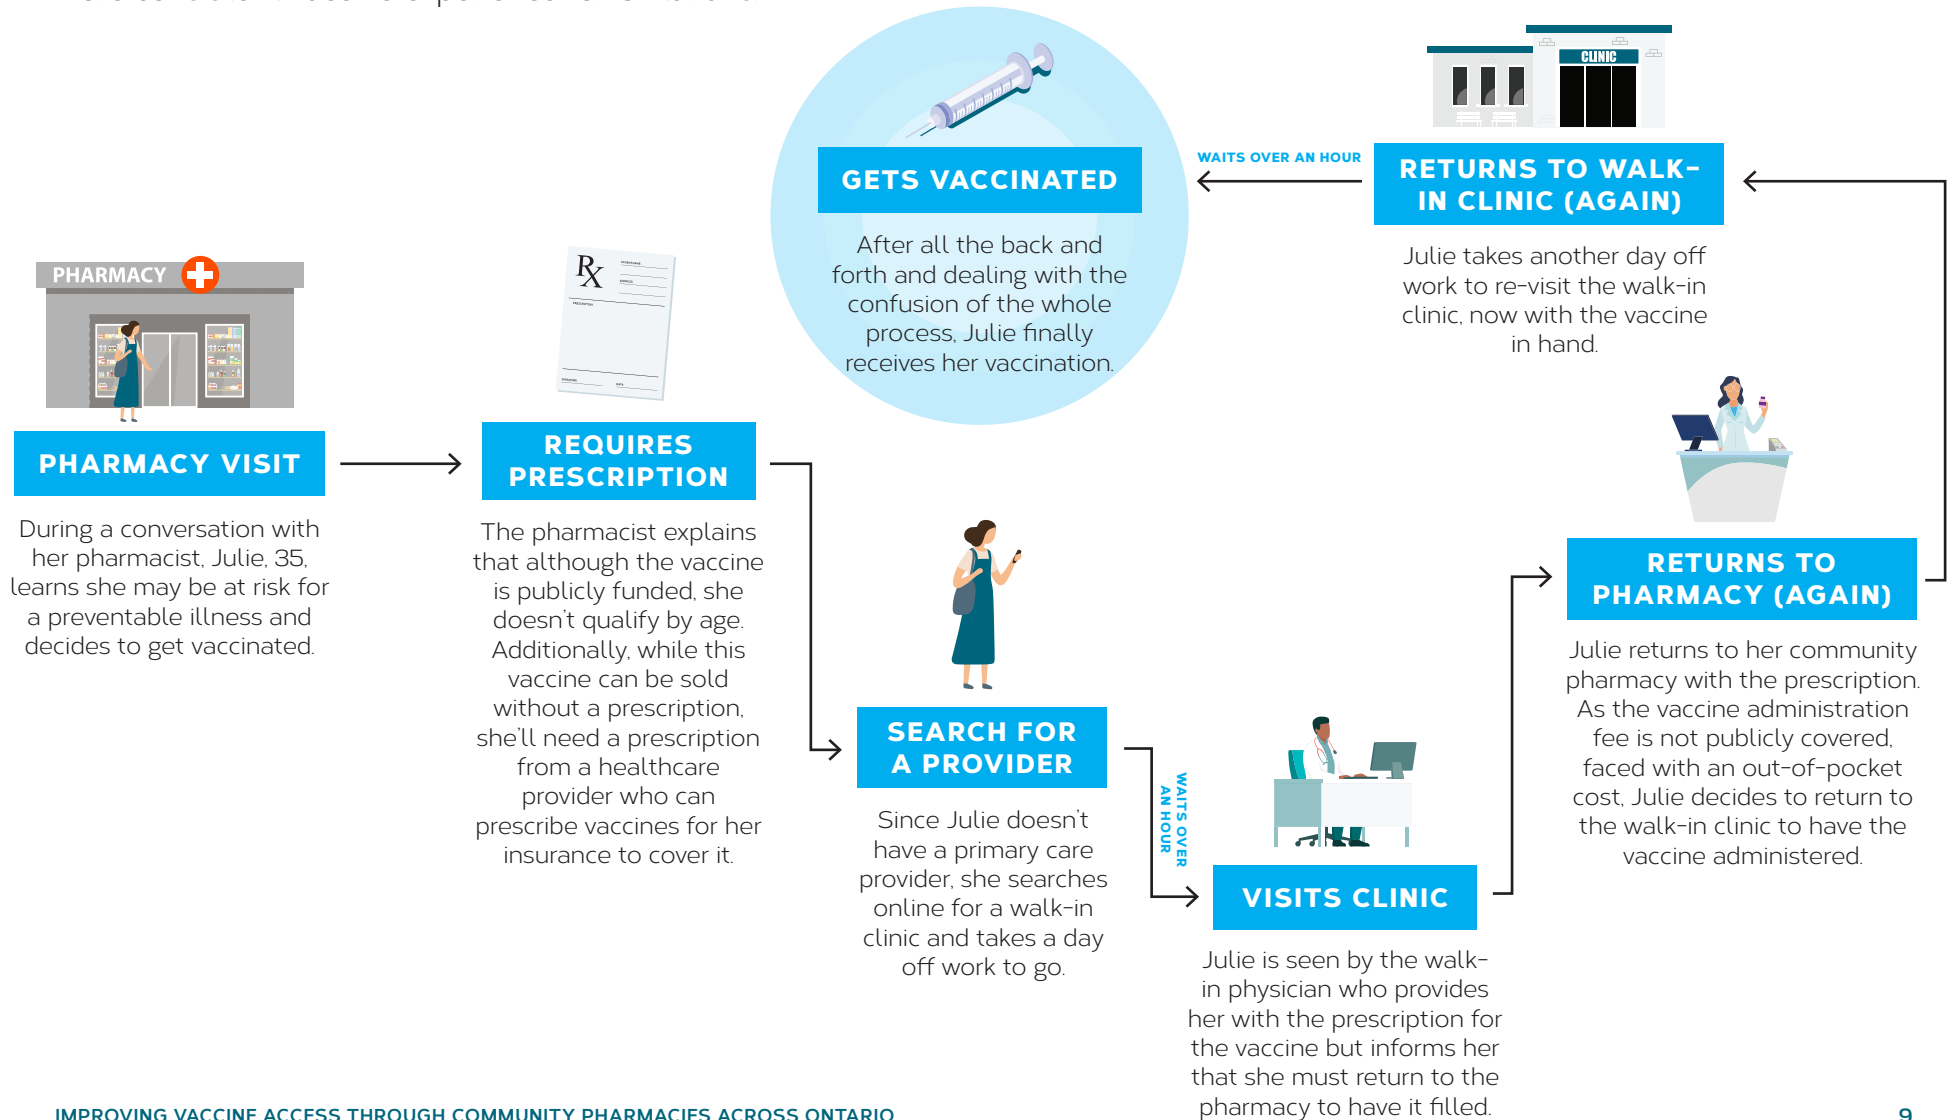 PHARMACY
PHARMACY VISIT
During a conversation with
her pharmacist, Julie, 35,
learns she may be at risk for
a preventable illness and
decides to get vaccinated.
Rx
PRESCRIPTION
REQUIRES
PRESCRIPTION
The pharmacist explains
that although the vaccine
is publicly funded, she
doesn't qualify by age.
Additionally, while this
vaccine can be sold
without a prescription,
she'll need a prescription
from a healthcare
provider who can
prescribe vaccines for her
insurance to cover it.
SEARCH FOR
A PROVIDER
Since Julie doesn't
have a primary care
provider, she searches
online for a walk-in
clinic and takes a day
off work to go.
WAITS OVER
AN HOUR
VISITS CLINIC
Julie is seen by the walk-
in physician who provides
her with the prescription for
the vaccine but informs her
that she must return to the
pharmacy to have it filled.
RETURNS TO
PHARMACY (AGAIN)
Julie returns to her community
pharmacy with the prescription.
As the vaccine administration
fee is not publicly covered,
faced with an out-of-pocket
cost, Julie decides to return to
the walk-in clinic to have the
vaccine administered.
CLINIC
RETURNS TO WALK-
IN CLINIC (AGAIN)
Julie takes another day off
work to re-visit the walk-in
clinic, now with the vaccine
in hand.
WAITS OVER AN HOUR
GETS VACCINATED
After all the back and
forth and dealing with the
confusion of the whole
process, Julie finally
receives her vaccination.
IMPROVING VACCINE ACCESS THROUGH COMMUNITY PHARMACIES ACROSS ONTARIO
9